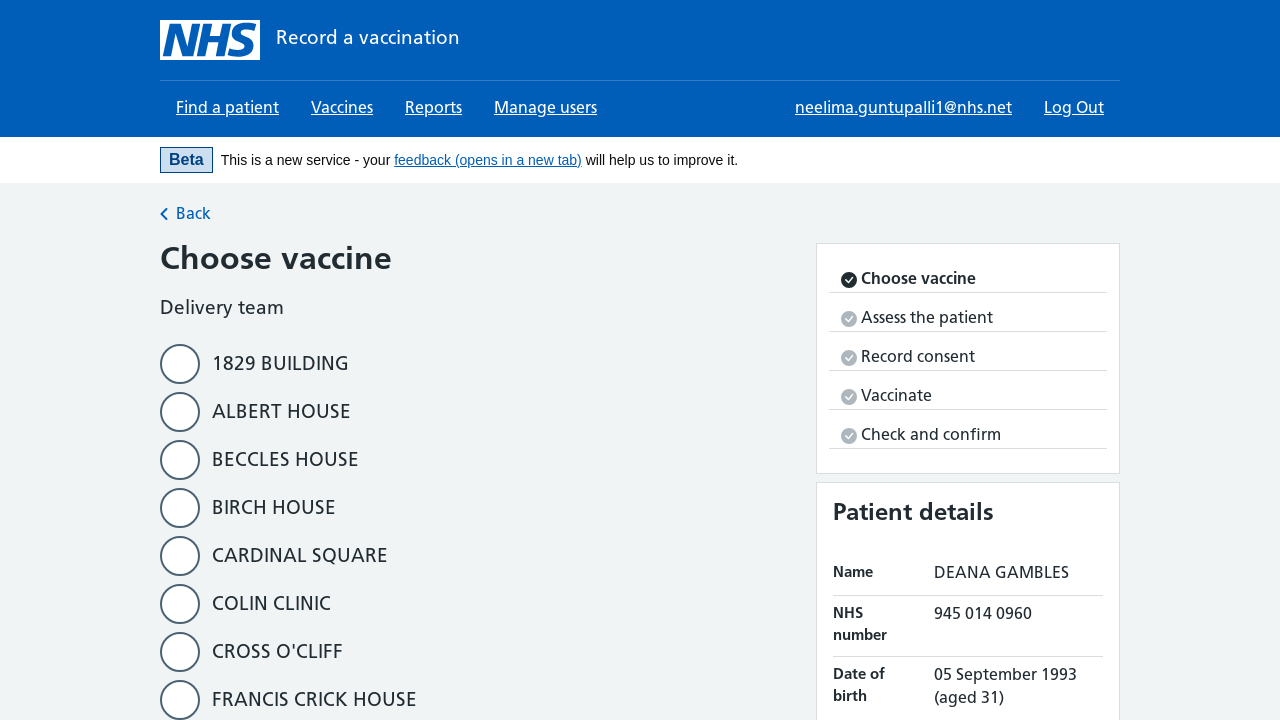 NHS Record a vaccination
Find a patient Vaccines Reports Manage users neelima.guntupalli1@nhs.net Log Out
Beta This is a new service - your feedback (opens in a new tab) will help us to improve it.
Back
Choose vaccine
Delivery team
1829 BUILDING
ALBERT HOUSE
BECCLES HOUSE
BIRCH HOUSE
CARDINAL SQUARE
COLIN CLINIC
CROSS O'CLIFF
FRANCIS CRICK HOUSE
Choose vaccine
Assess the patient
Record consent
Vaccinate
Check and confirm
Patient details
Name DEANA GAMBLES
NHS number 945 014 0960
Date of birth 05 September 1993 (aged 31)